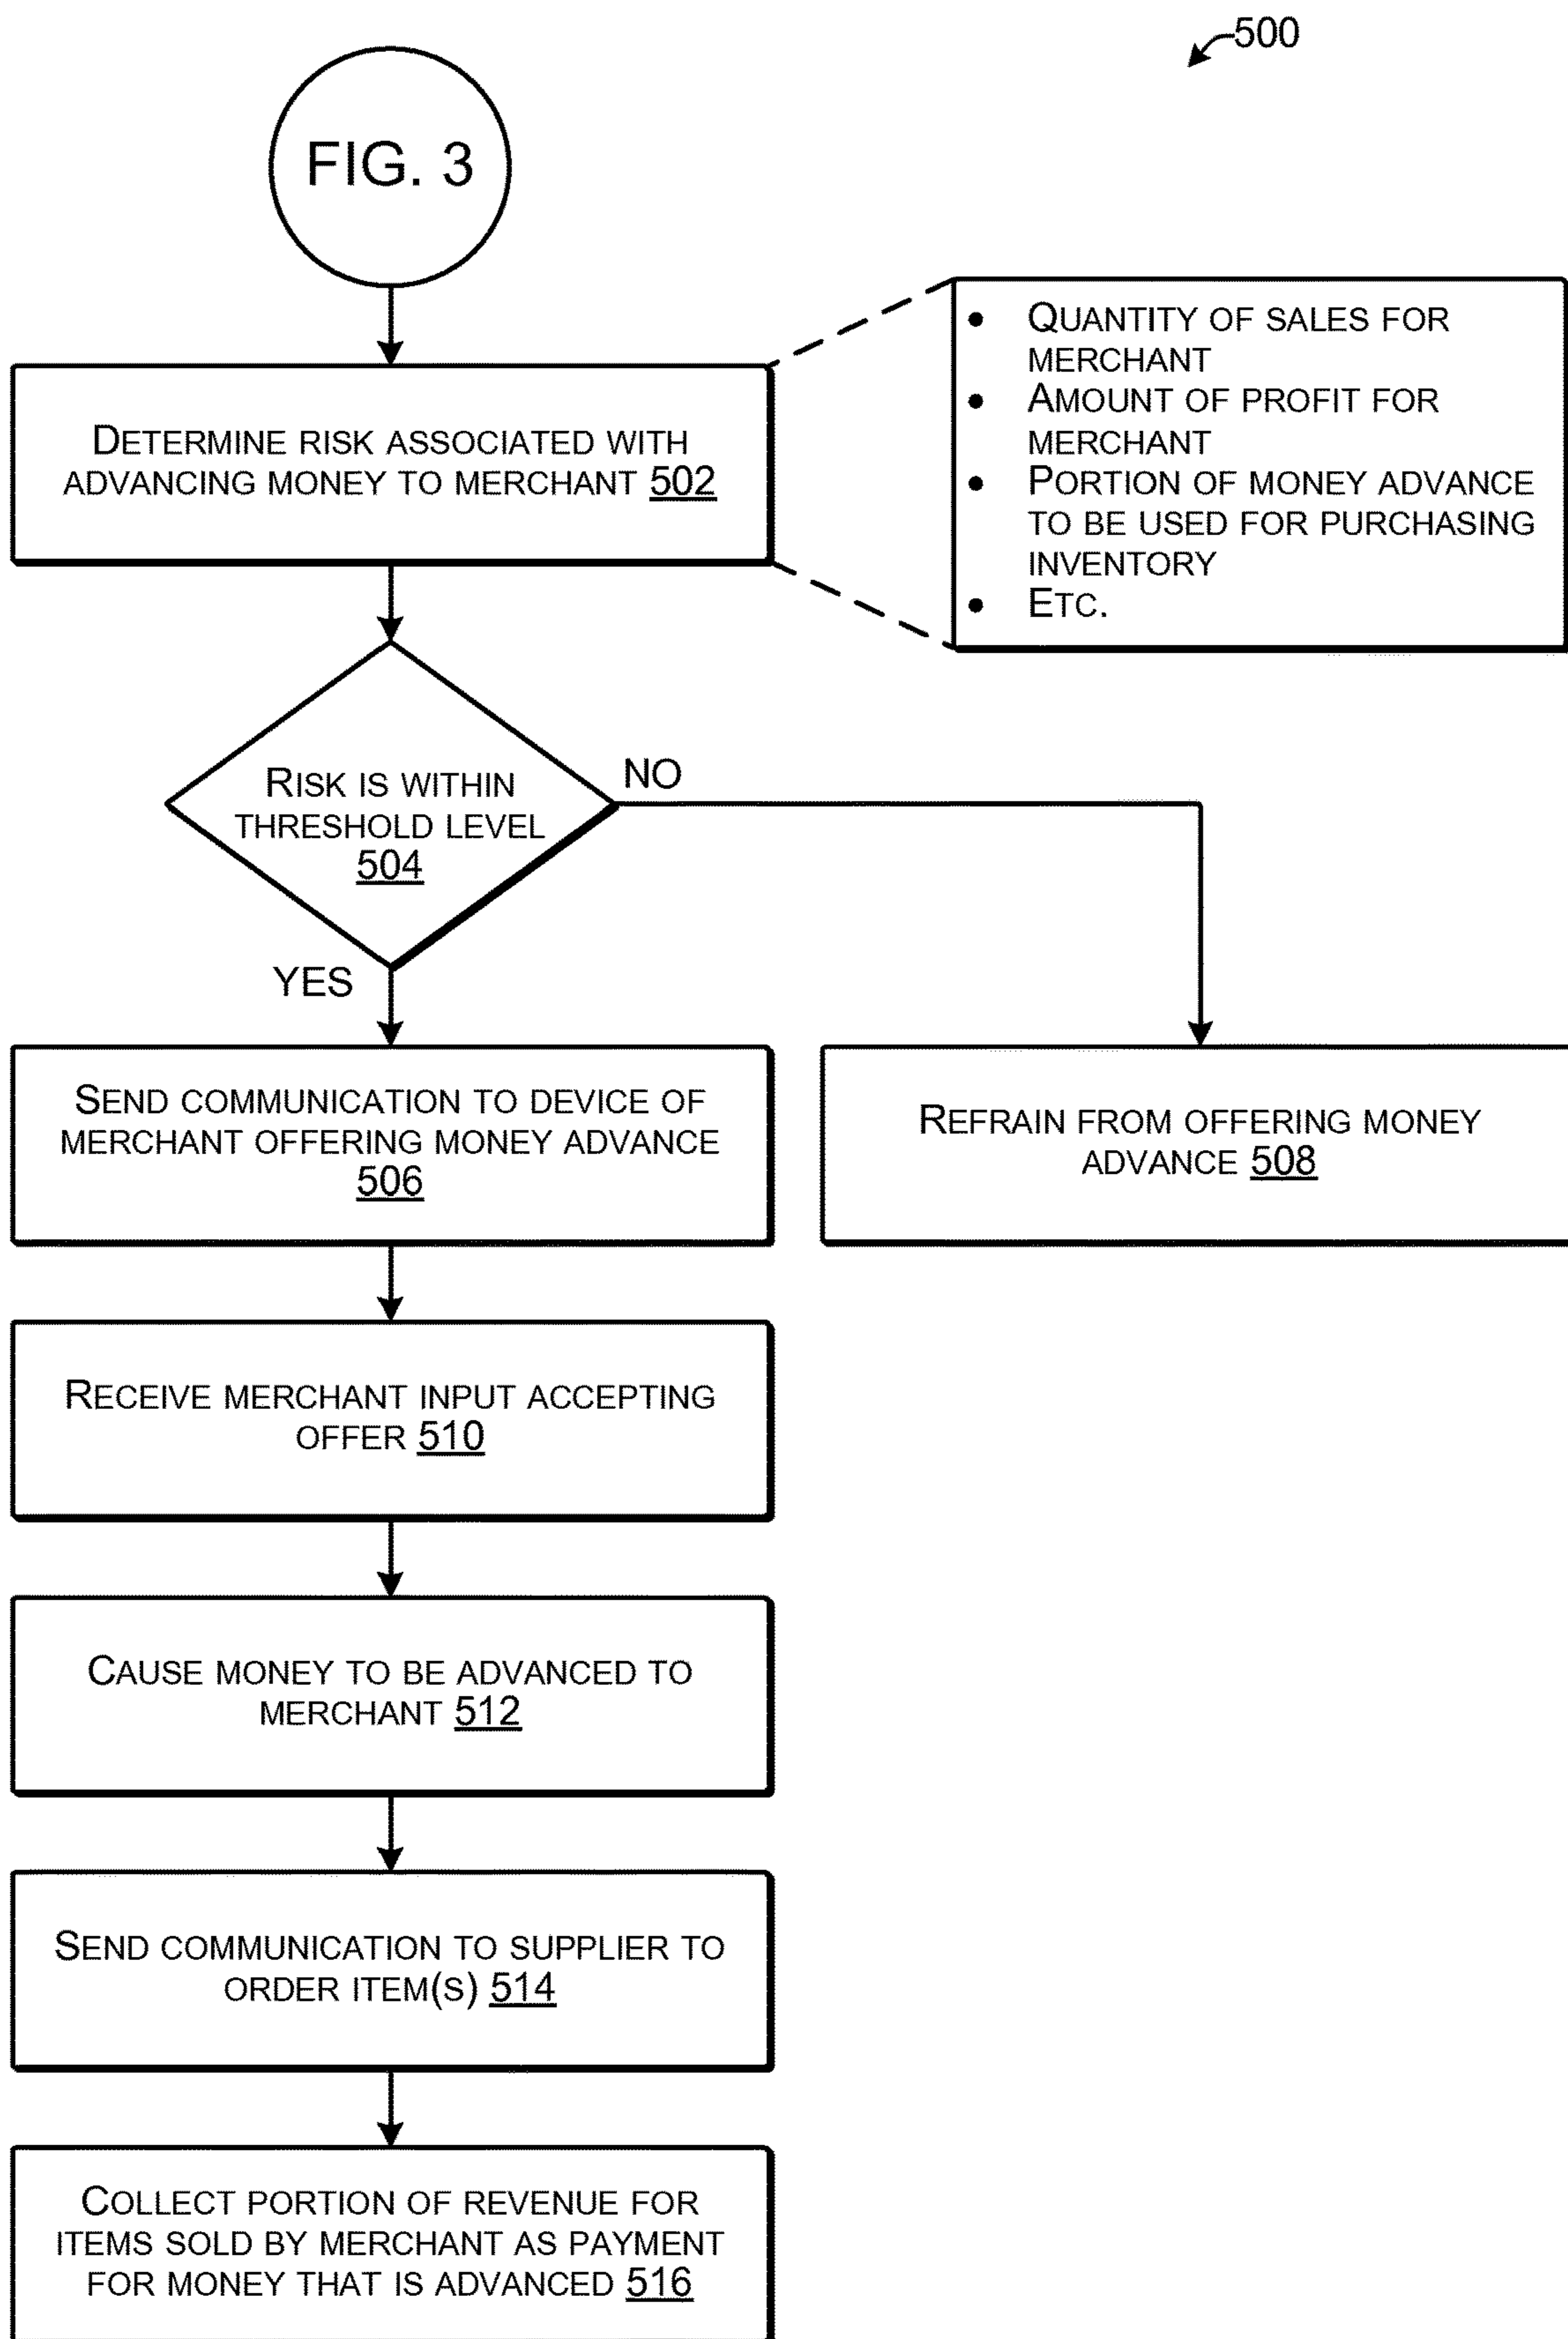 500
FIG. 3
DETERMINE RISK ASSOCIATED WITH
ADVANCING MONEY TO MERCHANT 502
• QUANTITY OF SALES FOR
MERCHANT
• AMOUNT OF PROFIT FOR
MERCHANT
• PORTION OF MONEY ADVANCE
TO BE USED FOR PURCHASING
INVENTORY
• ETC.
RISK IS WITHIN
THRESHOLD LEVEL
504
NO
YES
SEND COMMUNICATION TO DEVICE OF
MERCHANT OFFERING MONEY ADVANCE
506
REFRAIN FROM OFFERING MONEY
ADVANCE 508
RECEIVE MERCHANT INPUT ACCEPTING
OFFER 510
CAUSE MONEY TO BE ADVANCED TO
MERCHANT 512
SEND COMMUNICATION TO SUPPLIER TO
ORDER ITEM(S) 514
COLLECT PORTION OF REVENUE FOR
ITEMS SOLD BY MERCHANT AS PAYMENT
FOR MONEY THAT IS ADVANCED 516